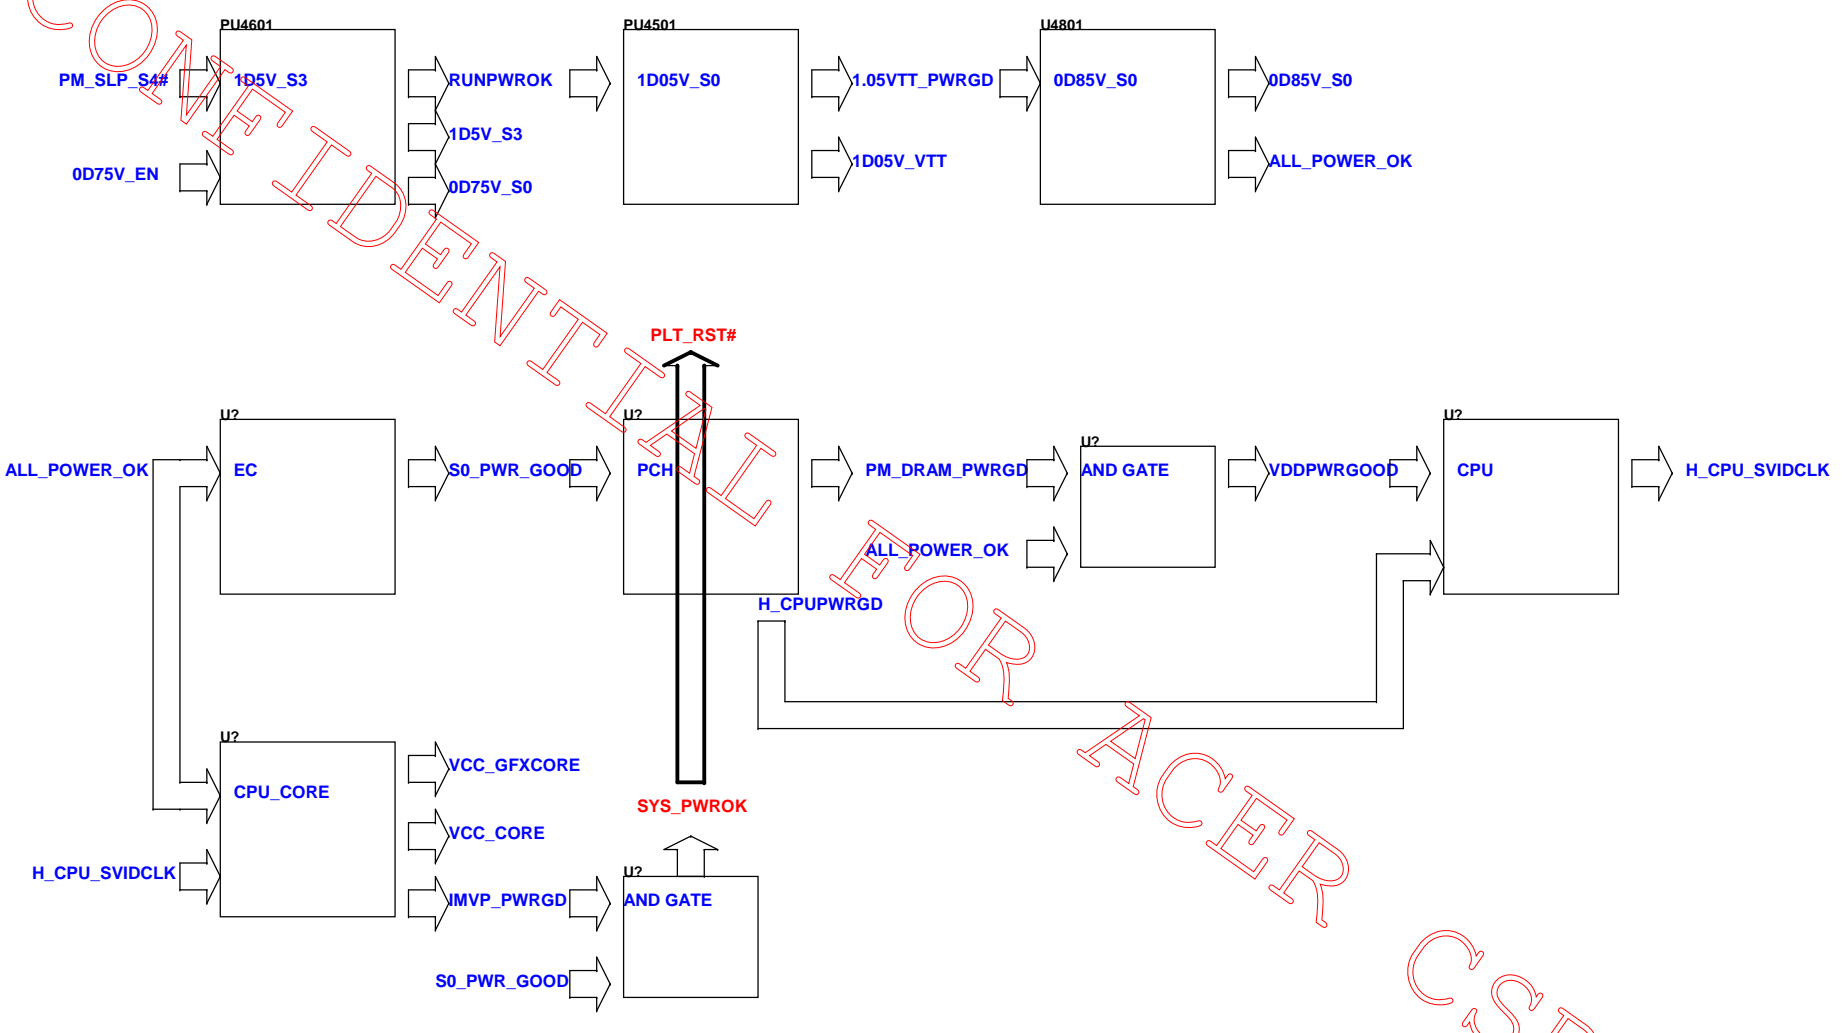 PU4601
PU4501
U4801
PM_SLP_S4#
1D5V_S3
RUNPWROK
1D05V_S0
1.05VTT_PWRGD
0D85V_S0
0D85V_S0
1D5V_S3
1D05V_VTT
ALL_POWER_OK
0D75V_EN
0D75V_S0
PLT_RST#
U?
U?
U?
U?
ALL_POWER_OK
EC
S0_PWR_GOOD
PCH
PM_DRAM_PWRGD
AND GATE
VDDPWRGOOD
CPU
H_CPU_SVIDCLK
ALL_POWER_OK
H_CPUPWRGD
U?
CPU_CORE
VCC_GFXCORE
SYS_PWROK
VCC_CORE
H_CPU_SVIDCLK
U?
IMVP_PWRGD
AND GATE
S0_PWR_GOOD
CONFIDENTIAL FOR ACER CSD